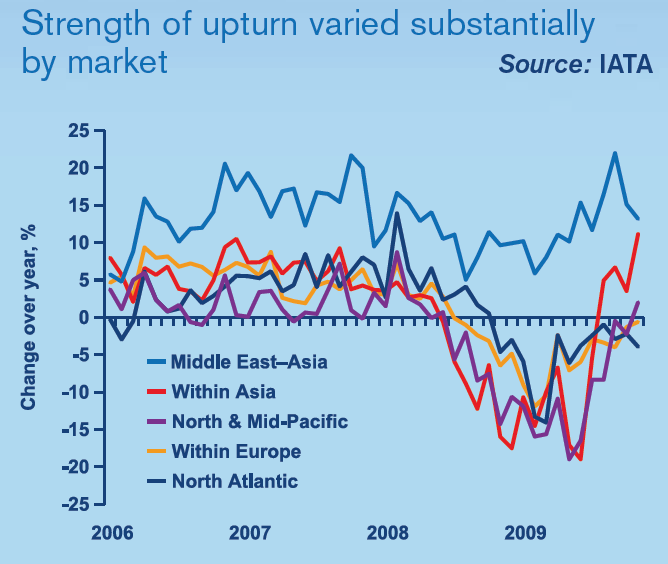 Strength of upturn varied substantially
by market
Source: IATA
25
20
15
10
5
0
-5
-10
-15
-20
-25
Change over year, %
Middle East–Asia
Within Asia
North & Mid-Pacific
Within Europe
North Atlantic
2006 2007 2008 2009